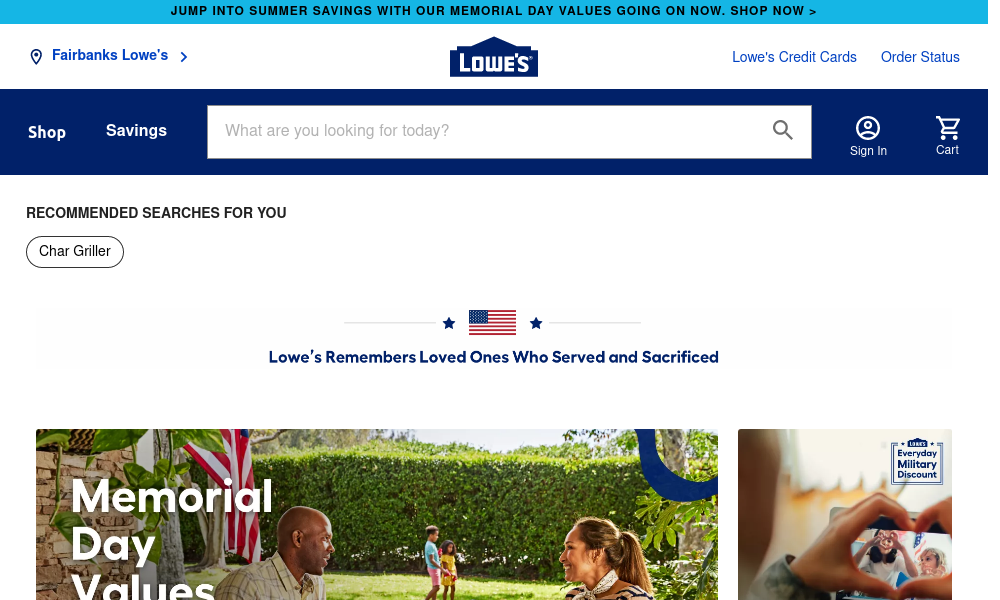 JUMP INTO SUMMER SAVINGS WITH OUR MEMORIAL DAY VALUES GOING ON NOW. SHOP NOW >
Fairbanks Lowe's
LOWE'S
Lowe's Credit Cards
Order Status
Shop
Savings
What are you looking for today?
Sign In
Cart
RECOMMENDED SEARCHES FOR YOU
Char Griller
Lowe's Remembers Loved Ones Who Served and Sacrificed
Memorial
Day
Values
LOWE'S
Everyday
Military
Discount